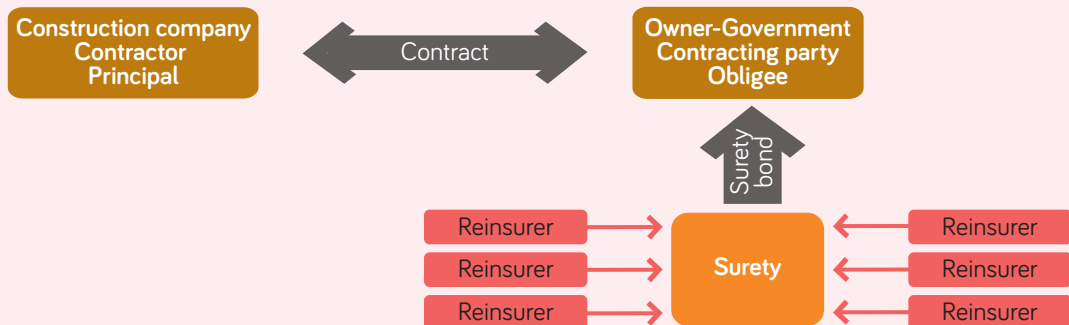 Construction company
Contractor
Principal
Contract
Owner-Government
Contracting party
Obligee
Surety
bond
Reinsurer
Reinsurer
Reinsurer
Surety
Reinsurer
Reinsurer
Reinsurer